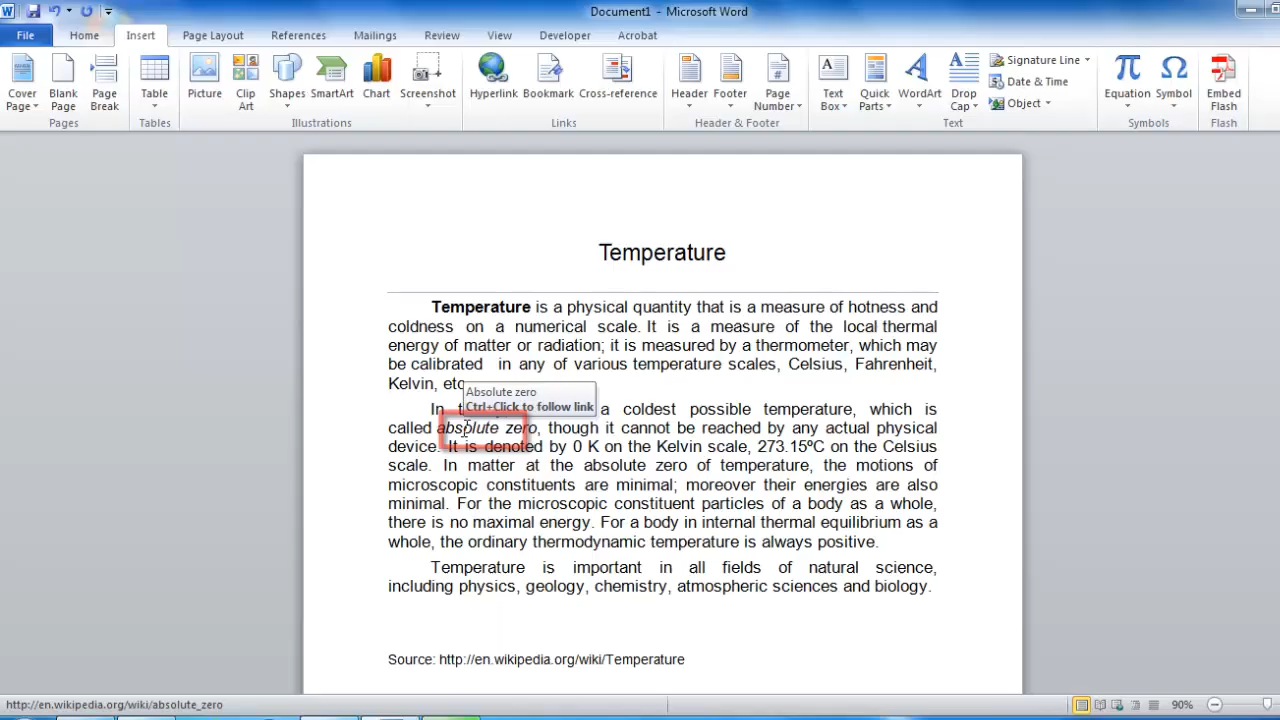 Document1 - Microsoft Word
File Home Insert Page Layout References Mailings Review View Developer Acrobat
Cover Page Blank Page Page Break Table Picture Clip Art Shapes SmartArt Chart Screenshot Hyperlink Bookmark Cross-reference Header Footer Page Number Text Box Quick Parts WordArt Drop Cap Signature Line Date & Time Object Equation Symbol Embed Flash
Pages Tables Illustrations Links Header & Footer Text Symbols Flash
Temperature
Temperature is a physical quantity that is a measure of hotness and
coldness on a numerical scale. It is a measure of the local thermal
energy of matter or radiation; it is measured by a thermometer, which may
be calibrated in any of various temperature scales, Celsius, Fahrenheit,
Kelvin, etc
Absolute zero
Ctrl+Click to follow link
In a coldest possible temperature, which is
called absolute zero, though it cannot be reached by any actual physical
device. It is denoted by 0 K on the Kelvin scale, 273.15ºC on the Celsius
scale. In matter at the absolute zero of temperature, the motions of
microscopic constituents are minimal; moreover their energies are also
minimal. For the microscopic constituent particles of a body as a whole,
there is no maximal energy. For a body in internal thermal equilibrium as a
whole, the ordinary thermodynamic temperature is always positive.
Temperature is important in all fields of natural science,
including physics, geology, chemistry, atmospheric sciences and biology.
Source: http://en.wikipedia.org/wiki/Temperature
http://en.wikipedia.org/wiki/absolute_zero 90%